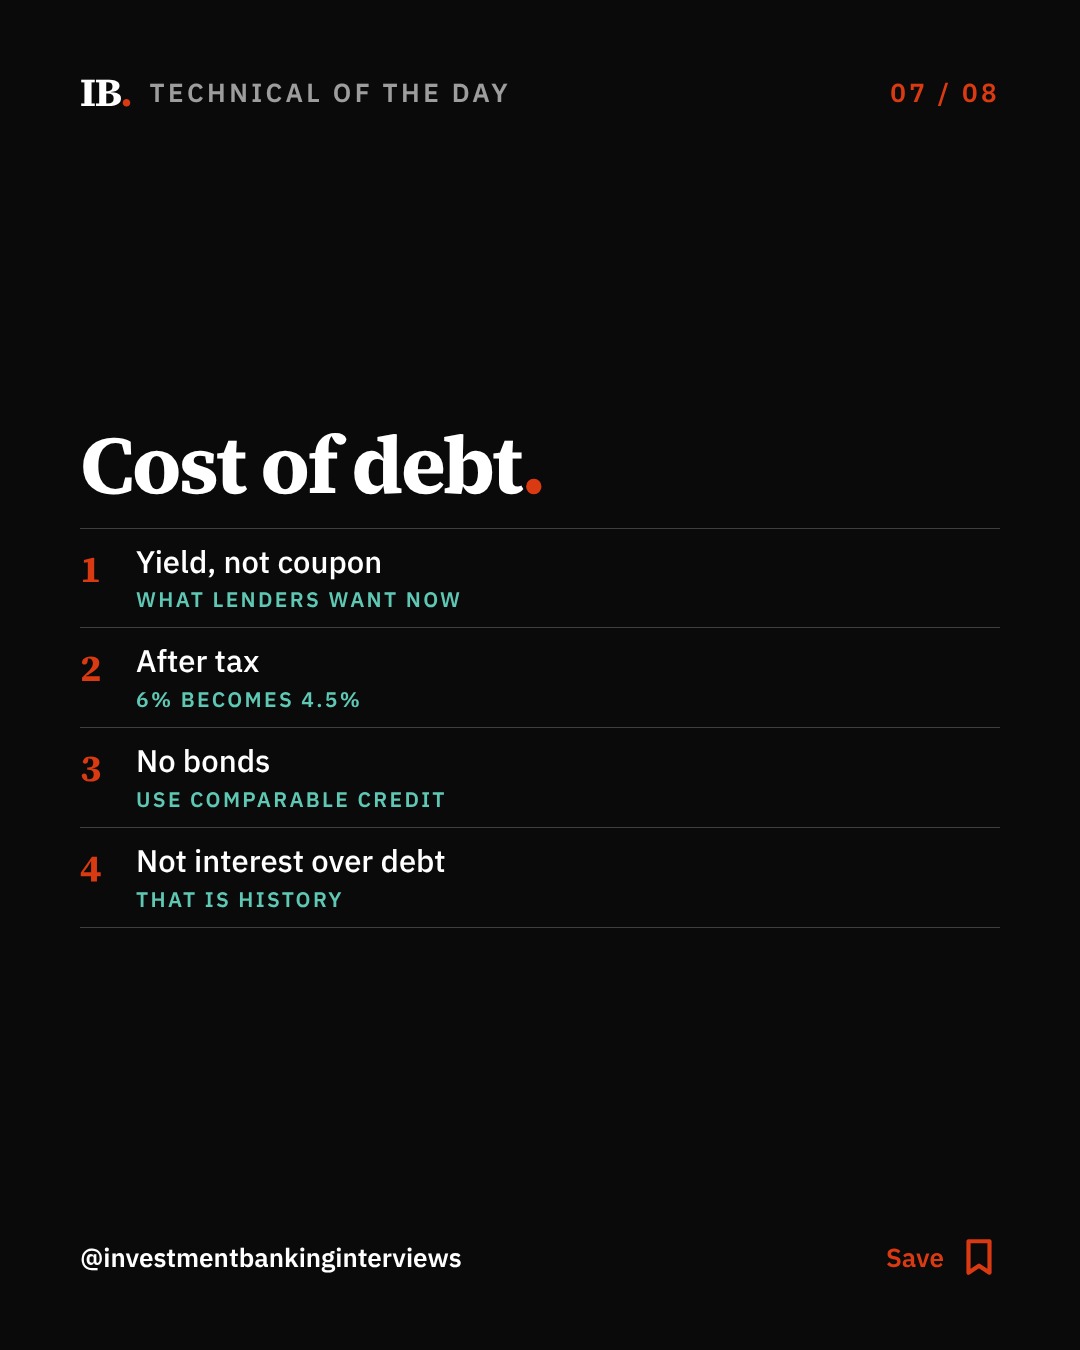 IB. TECHNICAL OF THE DAY
07 / 08
Cost of debt.
1 Yield, not coupon
WHAT LENDERS WANT NOW
2 After tax
6% BECOMES 4.5%
3 No bonds
USE COMPARABLE CREDIT
4 Not interest over debt
THAT IS HISTORY
@investmentbankinginterviews
Save